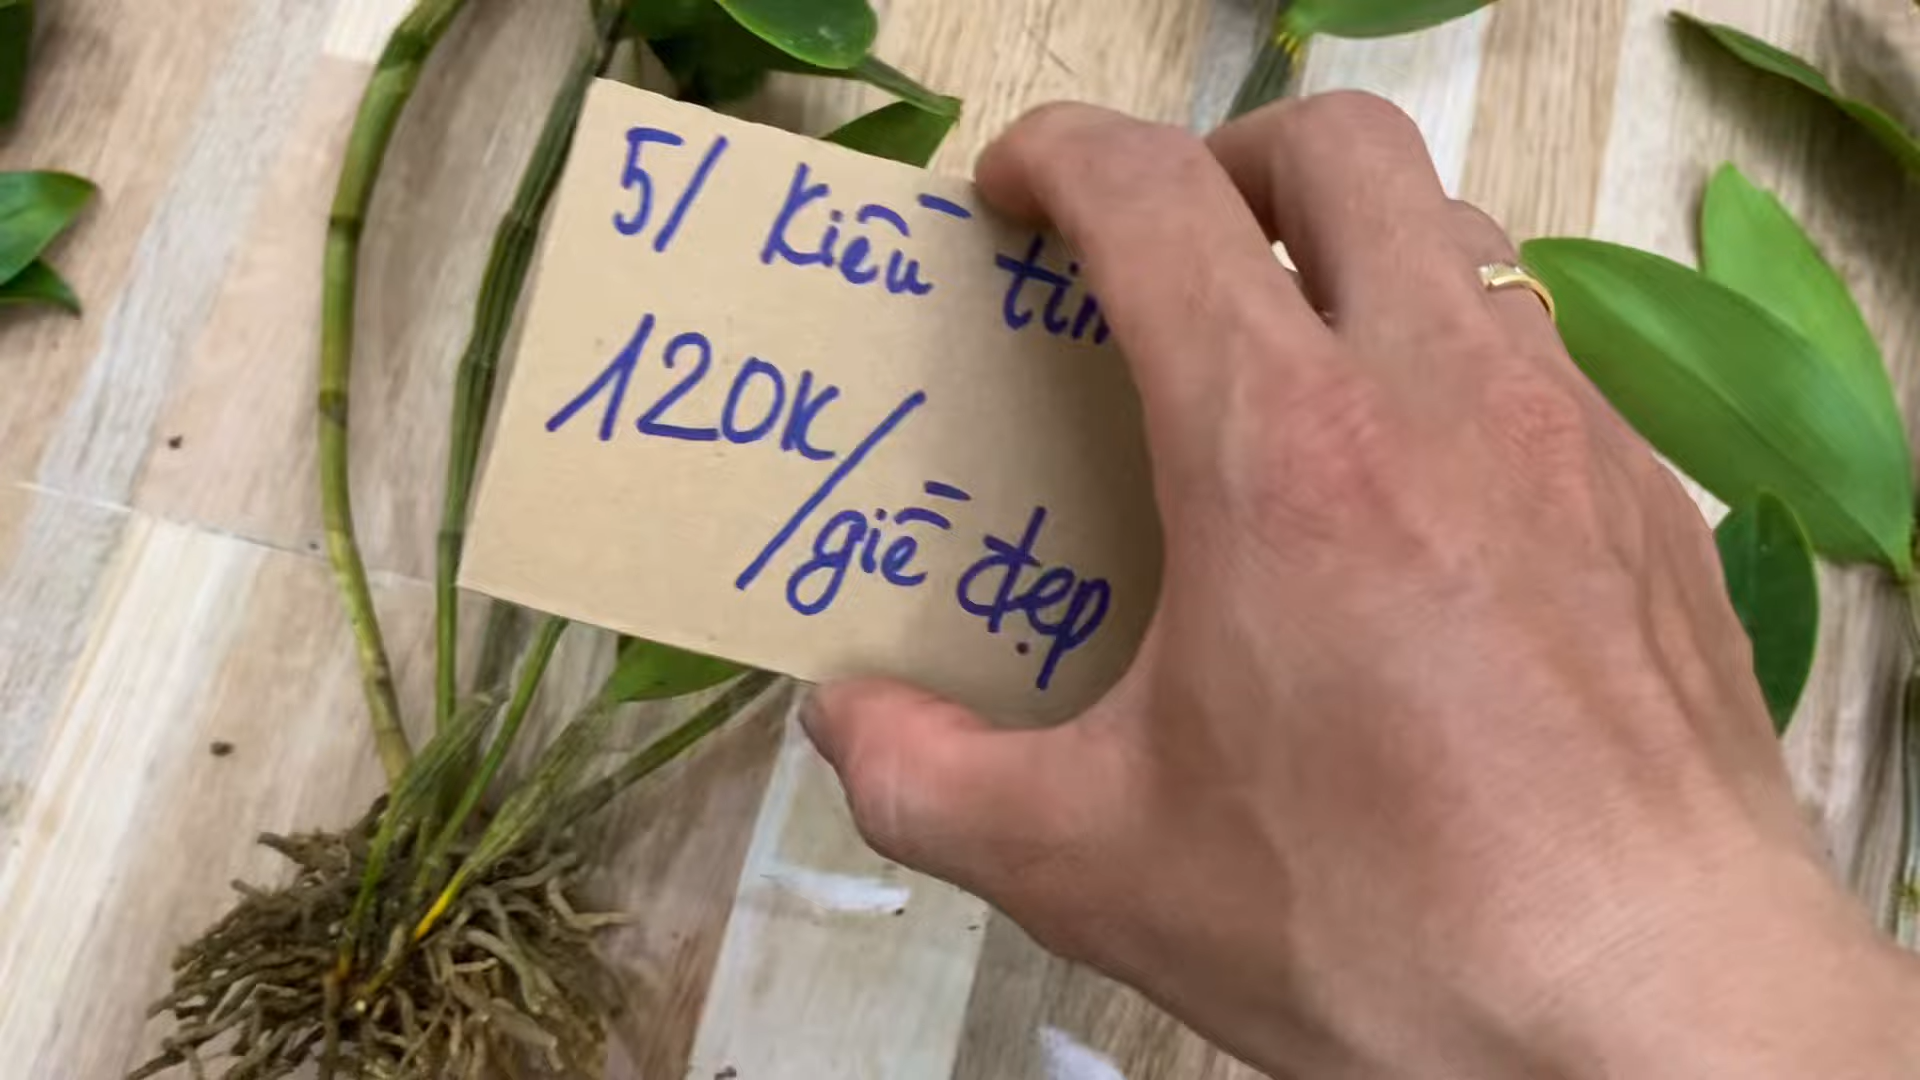 5/ Kiều
120K/giề đẹp